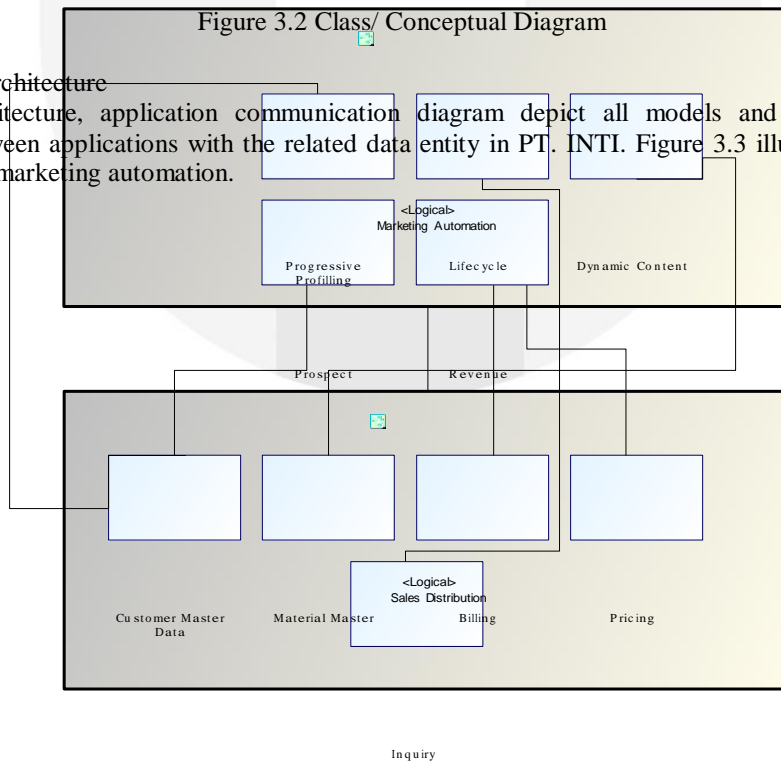 Figure 3.2 Class/ Conceptual Diagram
chitecture
itecture, application communication diagram depict all models and
een applications with the related data entity in PT. INTI. Figure 3.3 illu
marketing automation.
<Logical>
Marketing Automation
Progressive
Profilling
Lifecycle
Dynamic Content
Prospect
Revenue
<Logical>
Sales Distribution
Customer Master
Data
Material Master
Billing
Pricing
Inquiry